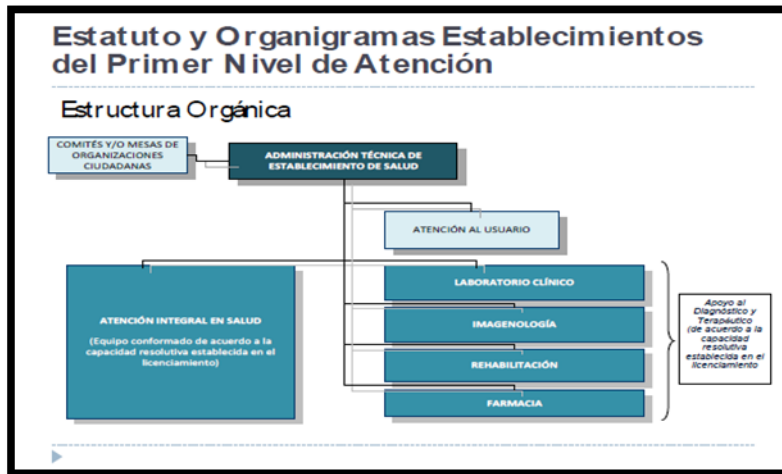 Estatuto y Organigramas Establecimientos
del Primer Nivel de Atención
Estructura Orgánica
COMITÉS Y/O MESAS DE
ORGANIZACIONES
CIUDADANAS
ADMINISTRACIÓN TÉCNICA DE
ESTABLECIMIENTO DE SALUD
ATENCIÓN AL USUARIO
ATENCIÓN INTEGRAL EN SALUD
(Equipo conformado de acuerdo a la
capacidad resolutiva establecida en el
licenciamiento)
LABORATORIO CLÍNICO
IMAGENOLOGÍA
REHABILITACIÓN
FARMACIA
Apoyo al
Diagnóstico y
Terapéutico
(de acuerdo a la
capacidad
resolutiva
establecida en el
licenciamiento